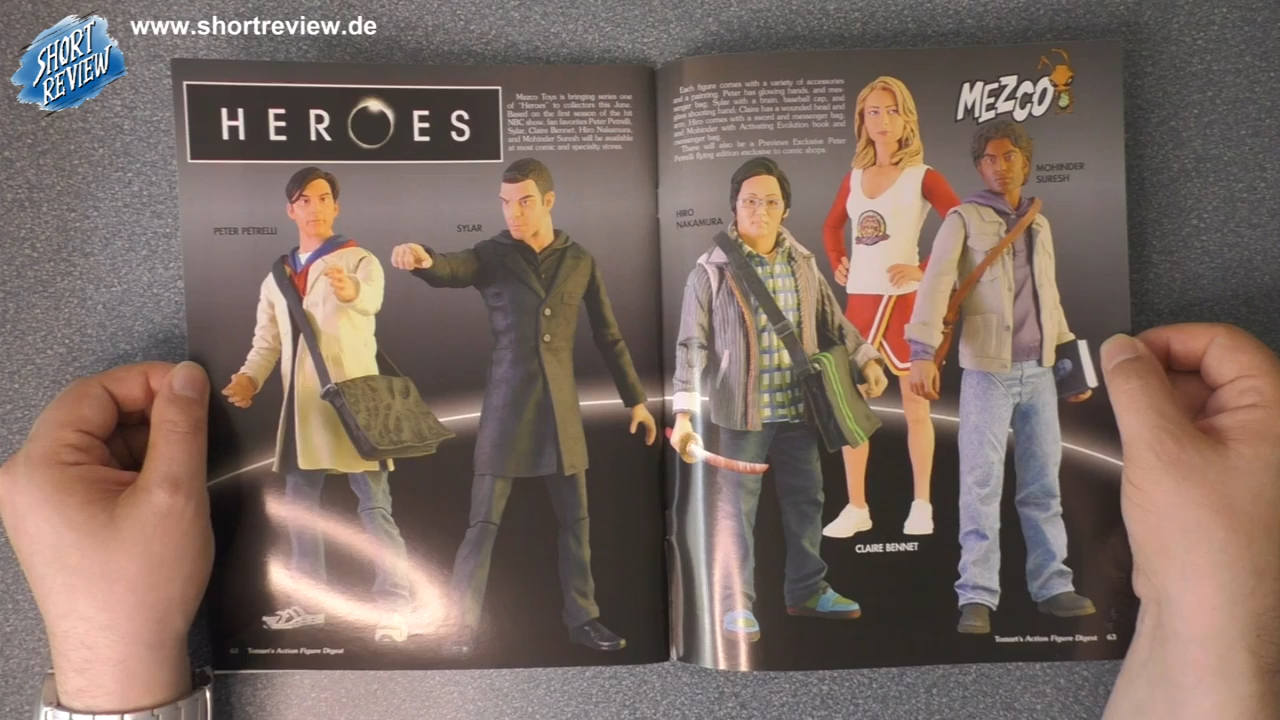 SHORT
REVIEW
www.shortreview.de
HEROES
Mezco Toys is bringing series one
of "Heroes" to collectors this June.
Based on the first season of the hit
NBC show, fan favorites Peter Petrelli,
Sylar, Claire Bennet, Hiro Nakamura,
and Mohinder Suresh will be available
at most comic and specialty stores.
PETER PETRELLI
SYLAR
62 Tomart's Action Figure Digest
Each figure comes with a variety of accessories
and a painting. Peter has glowing hands, and mes-
senger bag; Sylar with a brain, baseball cap, and
glass shooting hand; Claire has a wounded head and
arm; Hiro comes with a sword and messenger bag;
and Mohinder with Activating Evolution book and
messenger bag.
There will also be a Previews Exclusive Peter
Petrelli flying edition exclusive to comic shops.
MEZCO
HIRO
NAKAMURA
MOHINDER
SURESH
CLAIRE BENNET
Tomart's Action Figure Digest 63